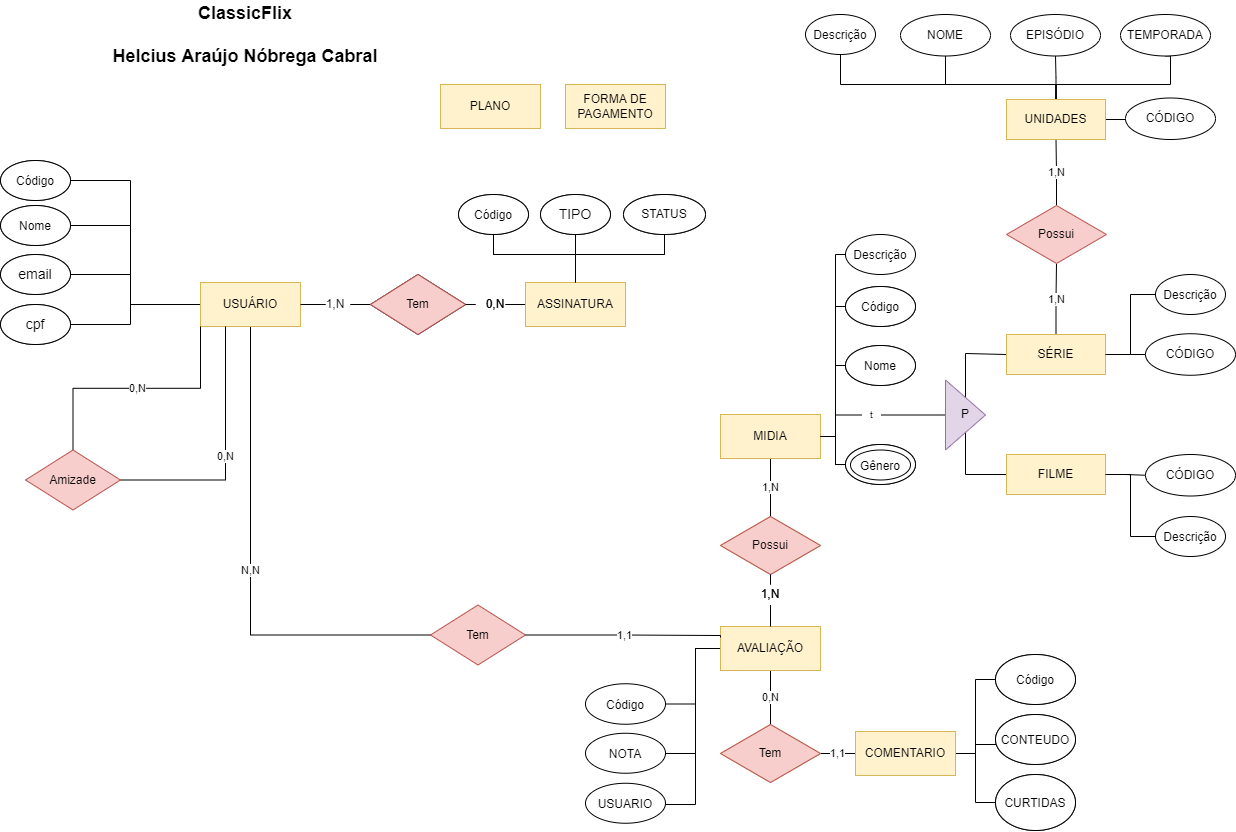 ClassicFlix
Helcius Araújo Nóbrega Cabral
Descrição
NOME
EPISÓDIO
TEMPORADA
PLANO
FORMA DE
PAGAMENTO
UNIDADES
CÓDIGO
1,N
Código
Nome
email
cpf
Código
TIPO
STATUS
Possui
Descrição
USUÁRIO
1,N
Tem
0,N
ASSINATURA
Código
1,N
Descrição
SÉRIE
CÓDIGO
Nome
0,N
t
P
MIDIA
0,N
Gênero
Amizade
FILME
CÓDIGO
1,N
Descrição
Possui
N,N
1,N
Tem
1,1
AVALIAÇÃO
0,N
Código
NOTA
USUARIO
Tem
1,1
COMENTARIO
Código
CONTEUDO
CURTIDAS